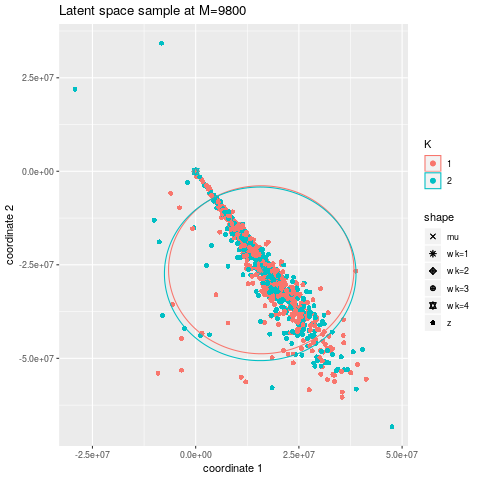 Latent space sample at M=9800
coordinate 2
2.5e+07
0.0e+00
-2.5e+07
-5.0e+07
-2.5e+07 0.0e+00 2.5e+07 5.0e+07
coordinate 1
K
1
2
shape
mu
w k=1
w k=2
w k=3
w k=4
z